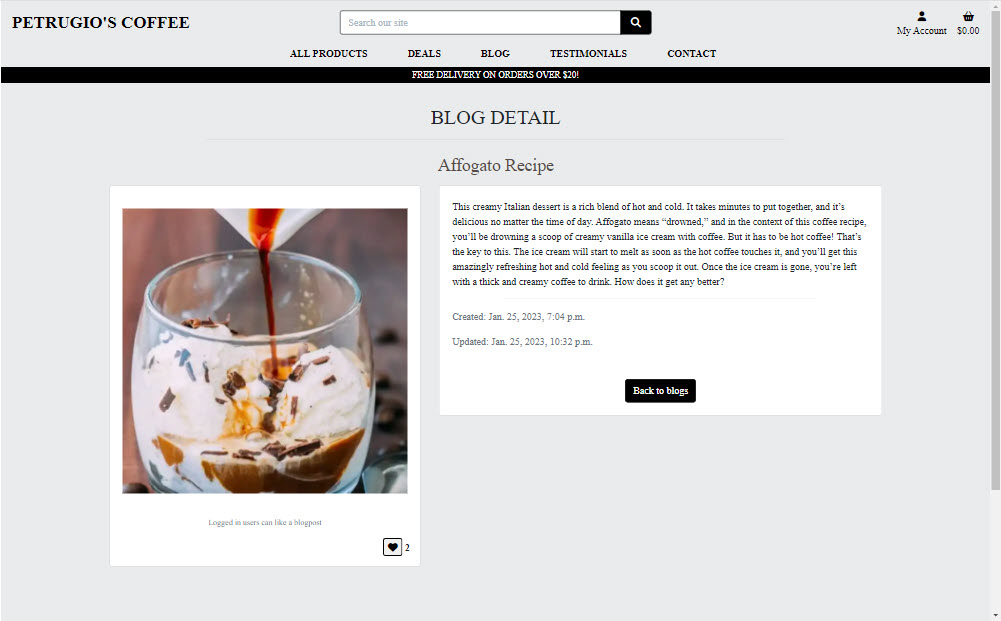 PETRUGIO'S COFFEE
Search our site
My Account
$0.00
ALL PRODUCTS DEALS BLOG TESTIMONIALS CONTACT
FREE DELIVERY ON ORDERS OVER $20!
BLOG DETAIL
Affogato Recipe
This creamy Italian dessert is a rich blend of hot and cold. It takes minutes to put together, and it’s
delicious no matter the time of day. Affogato means “drowned,” and in the context of this coffee recipe,
you’ll be drowning a scoop of creamy vanilla ice cream with coffee. But it has to be hot coffee! That’s
the key to this. The ice cream will start to melt as soon as the hot coffee touches it, and you’ll get this
amazingly refreshing hot and cold feeling as you scoop it out. Once the ice cream is gone, you’re left
with a thick and creamy coffee to drink. How does it get any better?
Created: Jan. 25, 2023, 7:04 p.m.
Updated: Jan. 25, 2023, 10:32 p.m.
Back to blogs
Logged in users can like a blogpost
2